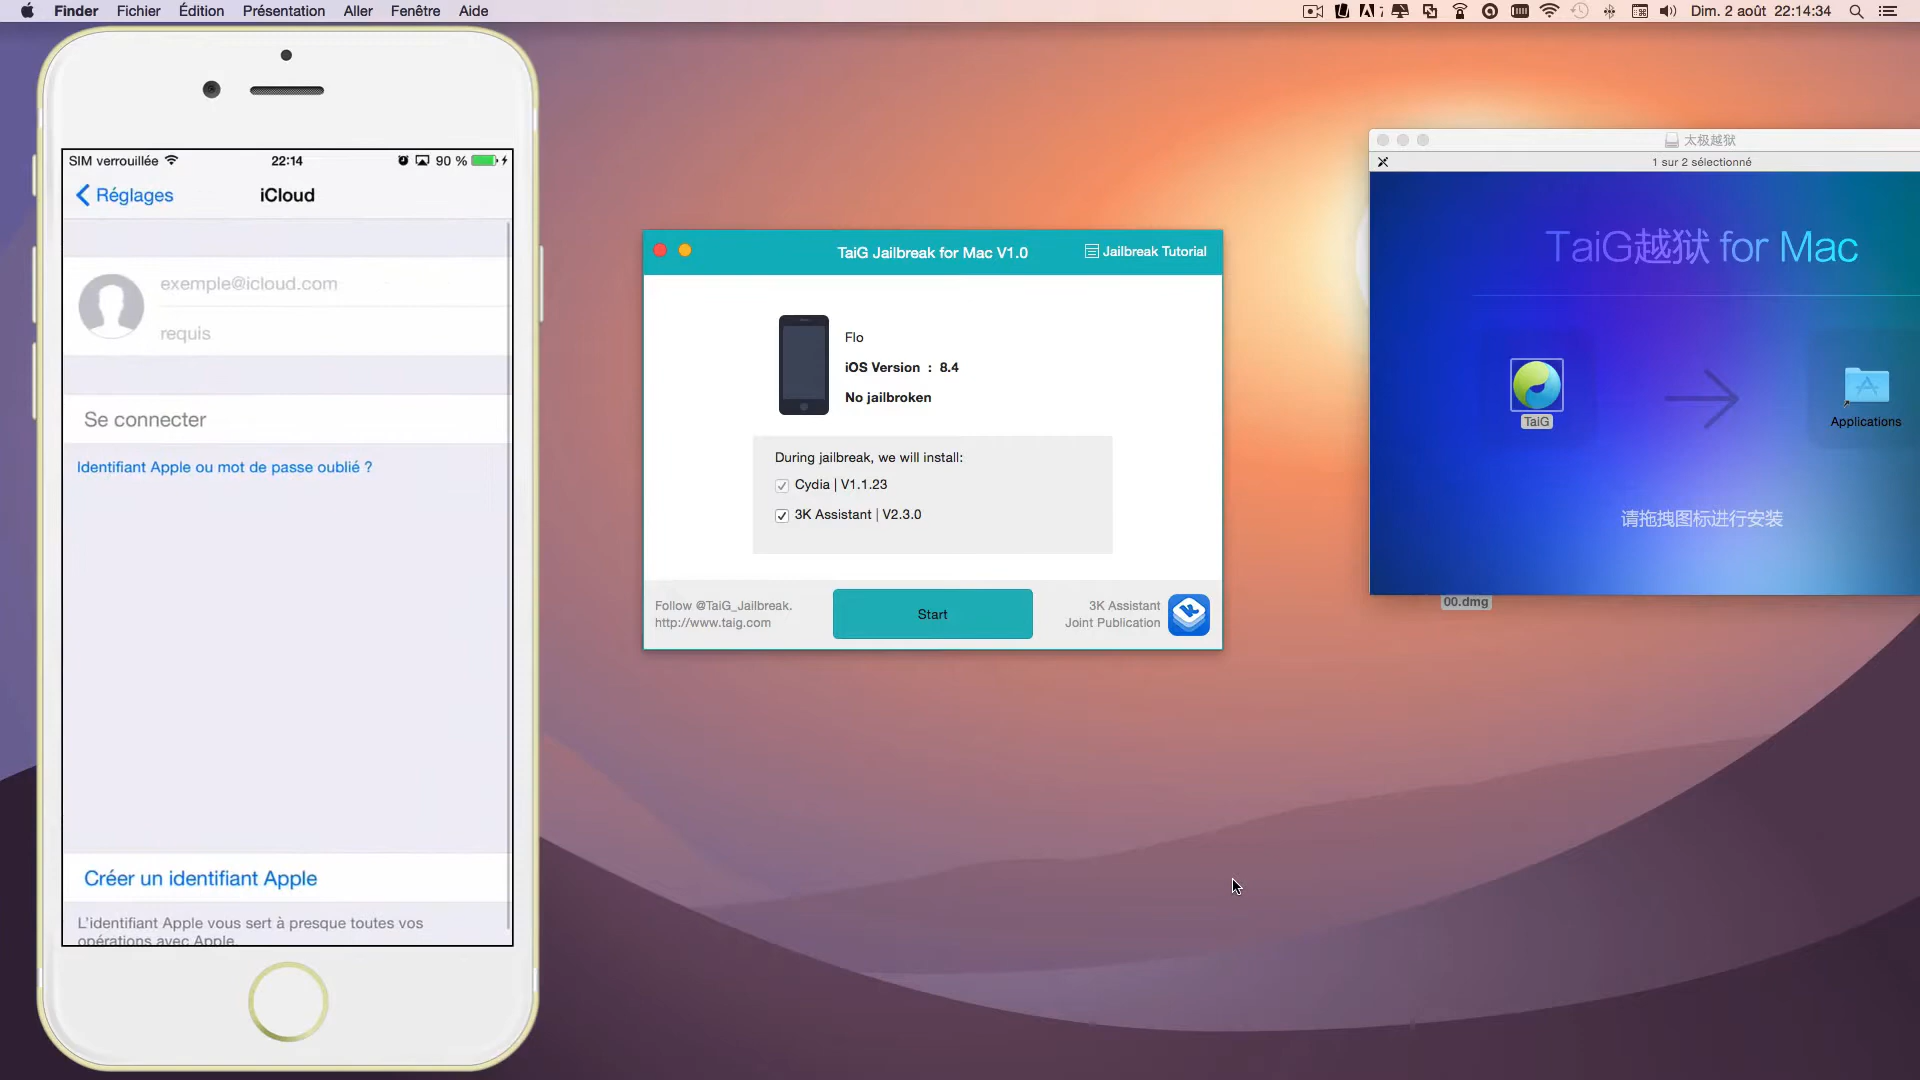 Finder Fichier Édition Présentation Aller Fenêtre Aide
Dim. 2 août 22:14:34
SIM verrouillée 22:14 90 %
Réglages iCloud
exemple@icloud.com
requis
Se connecter
Identifiant Apple ou mot de passe oublié ?
Créer un identifiant Apple
L'identifiant Apple vous sert à presque toutes vos
opérations avec Apple.
TaiG Jailbreak for Mac V1.0 Jailbreak Tutorial
Flo
iOS Version : 8.4
No jailbroken
During jailbreak, we will install:
Cydia | V1.1.23
3K Assistant | V2.3.0
Follow @TaiG_Jailbreak.
http://www.taig.com
Start
3K Assistant
Joint Publication
太极越狱
1 sur 2 sélectionné
TaiG越狱 for Mac
TaiG
Applications
请拖拽图标进行安装
00.dmg